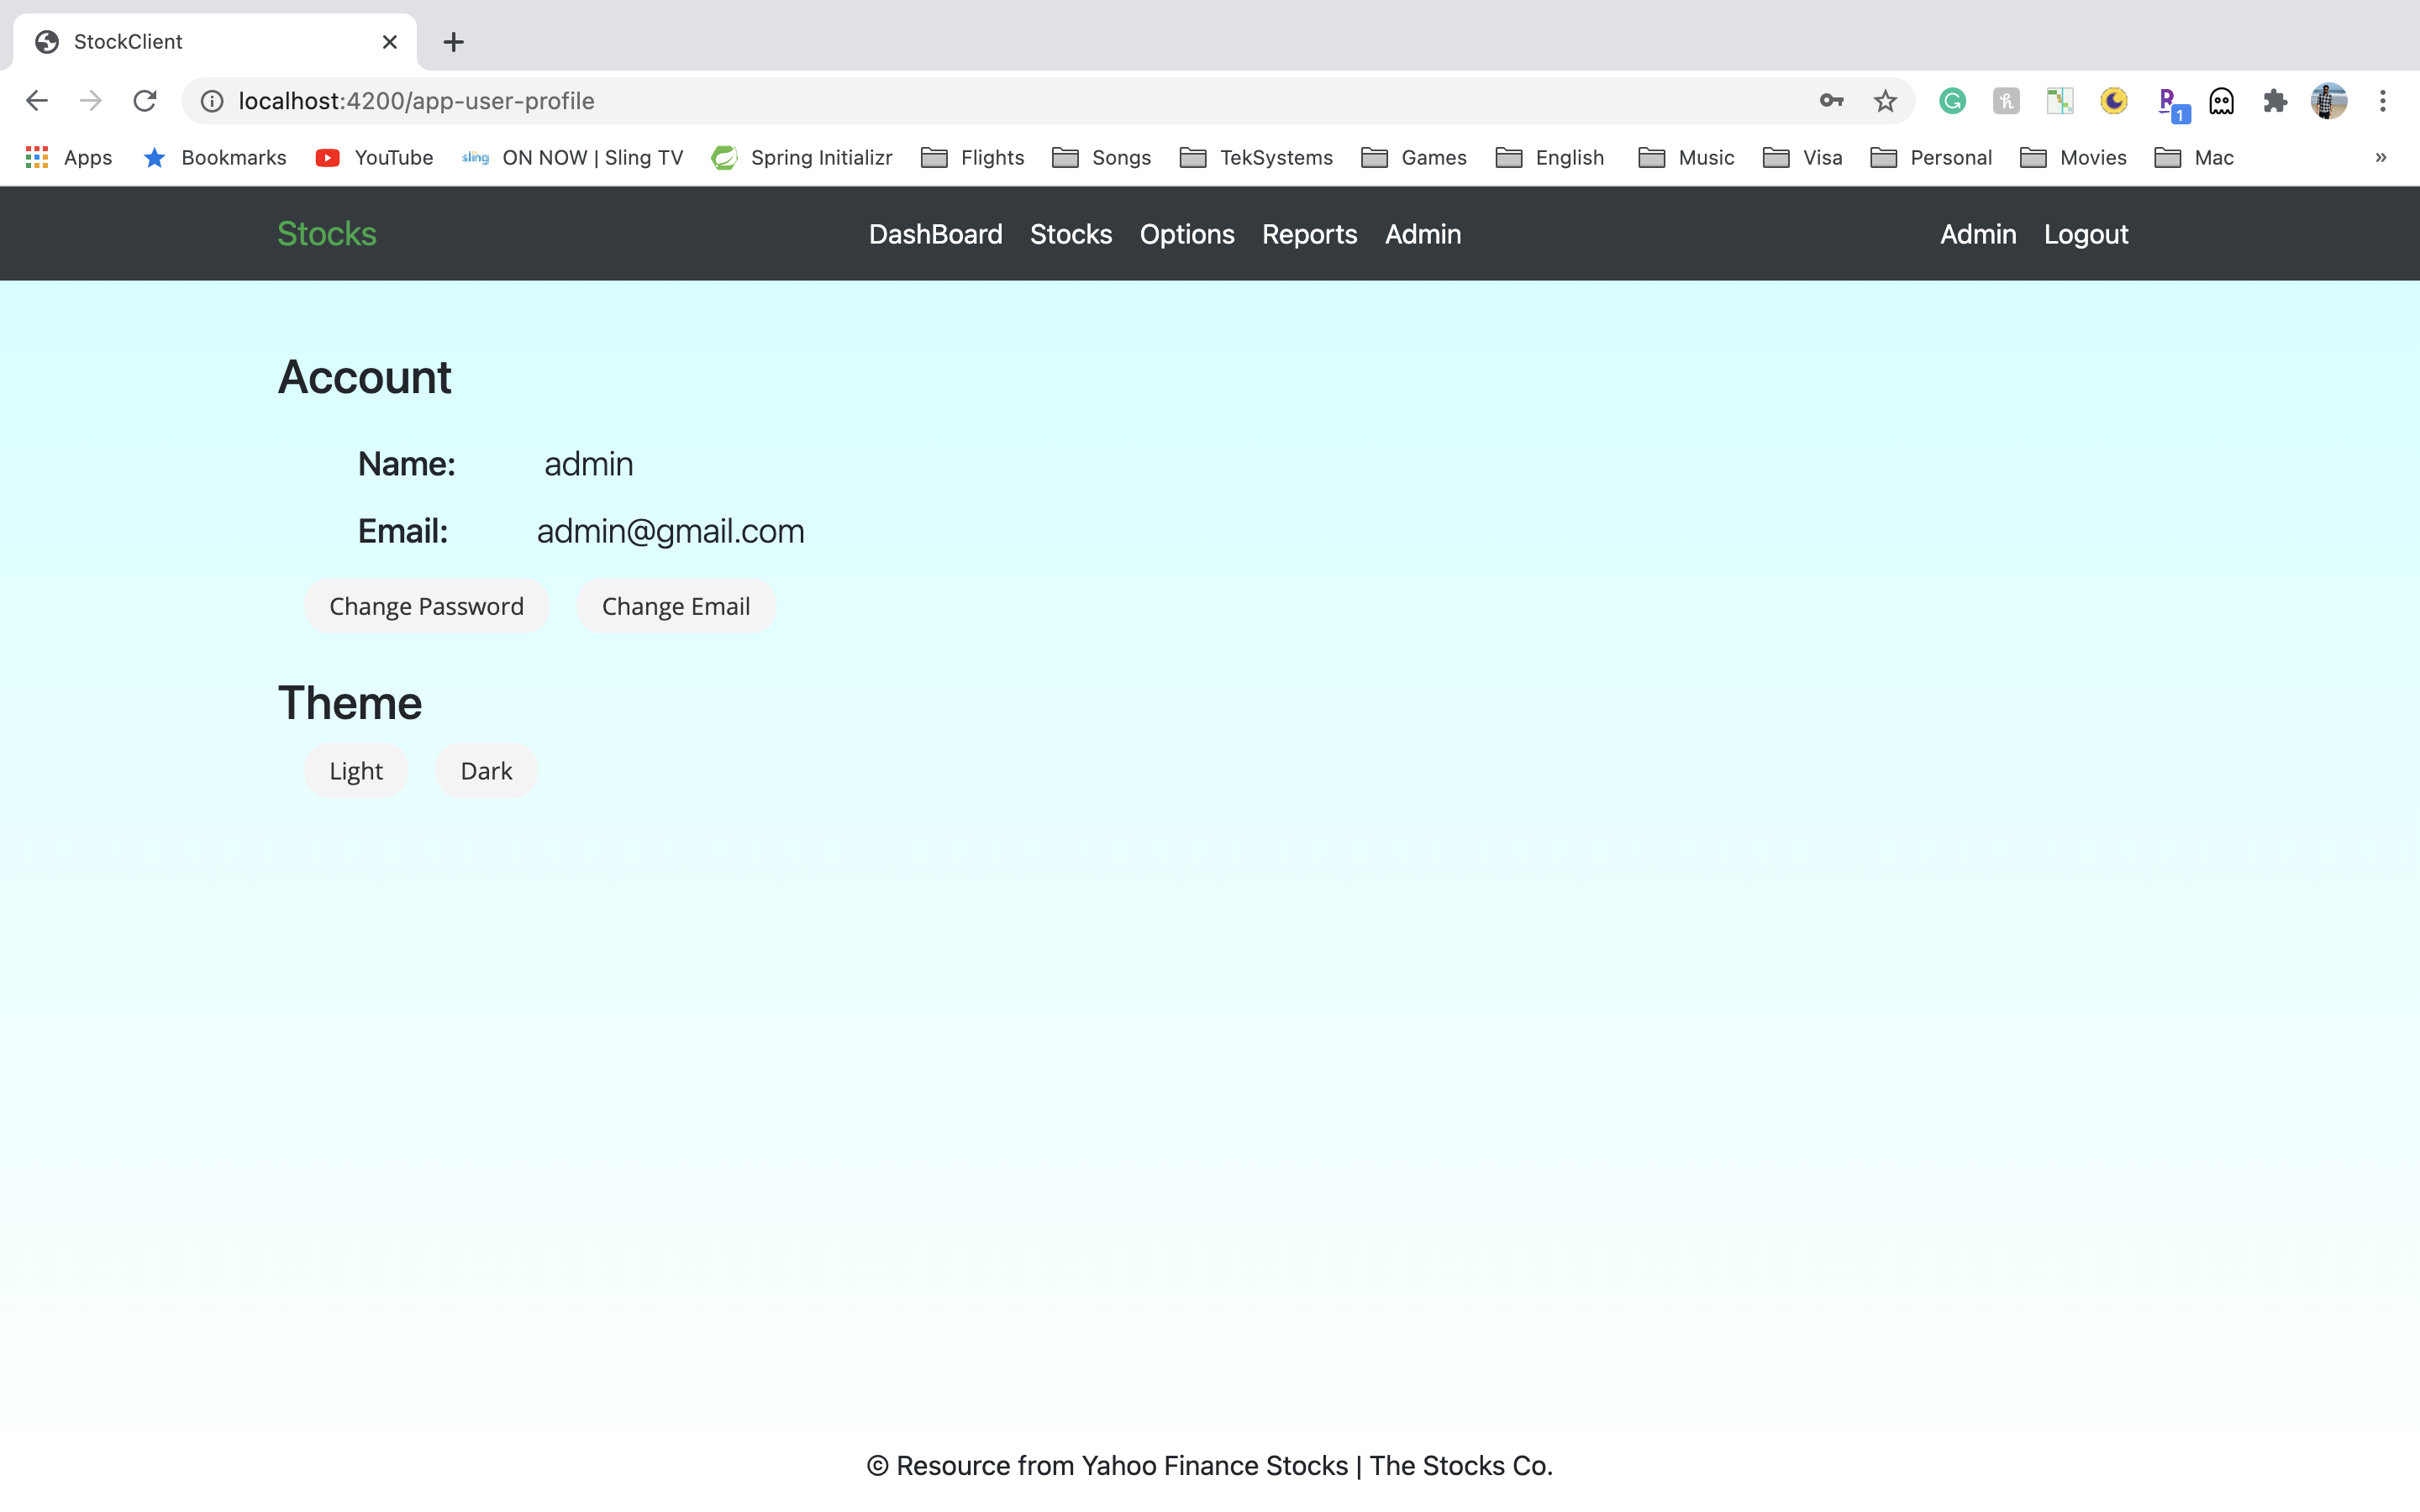 StockClient
localhost:4200/app-user-profile
1
Apps Bookmarks YouTube sling ON NOW | Sling TV Spring Initializr Flights Songs TekSystems Games English Music Visa Personal Movies Mac »
Stocks DashBoard Stocks Options Reports Admin Admin Logout
Account
Name: admin
Email: admin@gmail.com
Change Password Change Email
Theme
Light Dark
© Resource from Yahoo Finance Stocks | The Stocks Co.